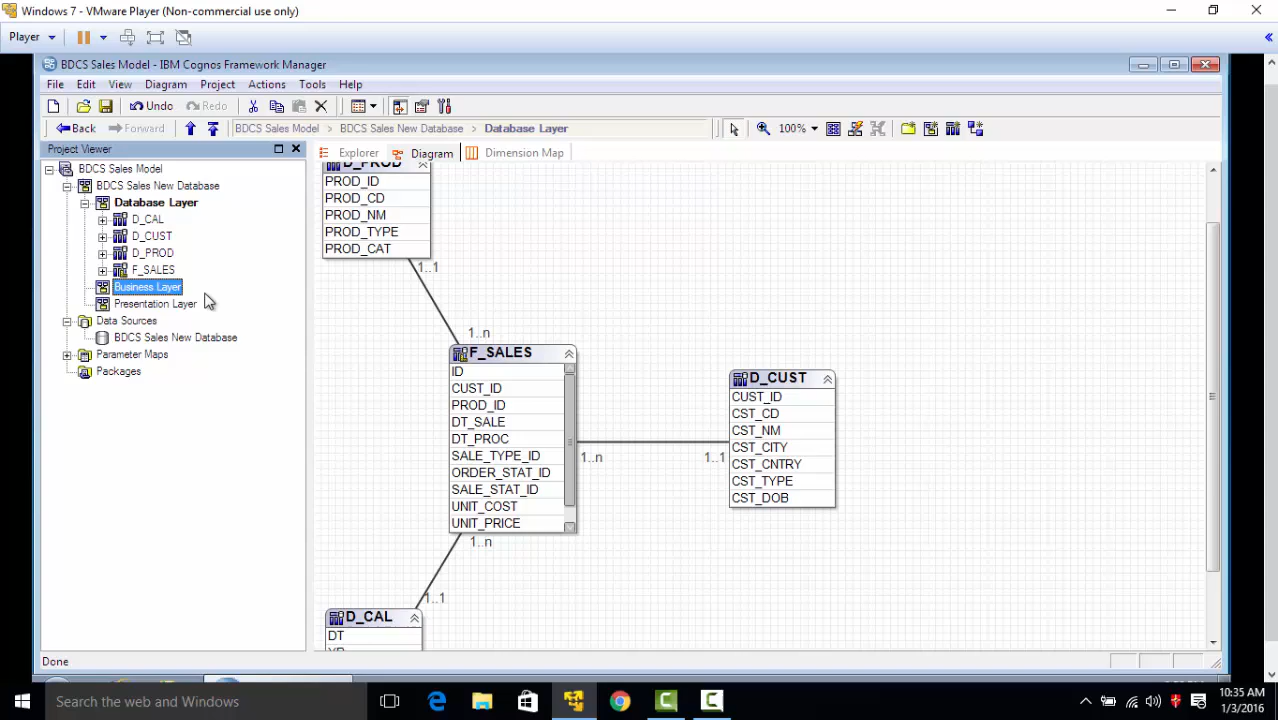 Windows 7 - VMware Player (Non-commercial use only)
Player
BDCS Sales Model - IBM Cognos Framework Manager
File Edit View Diagram Project Actions Tools Help
Undo Redo
Back Forward BDCS Sales Model BDCS Sales New Database Database Layer 100%
Project Viewer
BDCS Sales Model
BDCS Sales New Database
Database Layer
D_CAL
D_CUST
D_PROD
F_SALES
Business Layer
Presentation Layer
Data Sources
BDCS Sales New Database
Parameter Maps
Packages
Explorer Diagram Dimension Map
D_PROD
PROD_ID
PROD_CD
PROD_NM
PROD_TYPE
PROD_CAT
1..1
1..n
F_SALES
ID
CUST_ID
PROD_ID
DT_SALE
DT_PROC
SALE_TYPE_ID
ORDER_STAT_ID
SALE_STAT_ID
UNIT_COST
UNIT_PRICE
1..n
1..1
D_CUST
CUST_ID
CST_CD
CST_NM
CST_CITY
CST_CNTRY
CST_TYPE
CST_DOB
1..n
1..1
D_CAL
DT
Done
Search the web and Windows
10:35 AM
1/3/2016